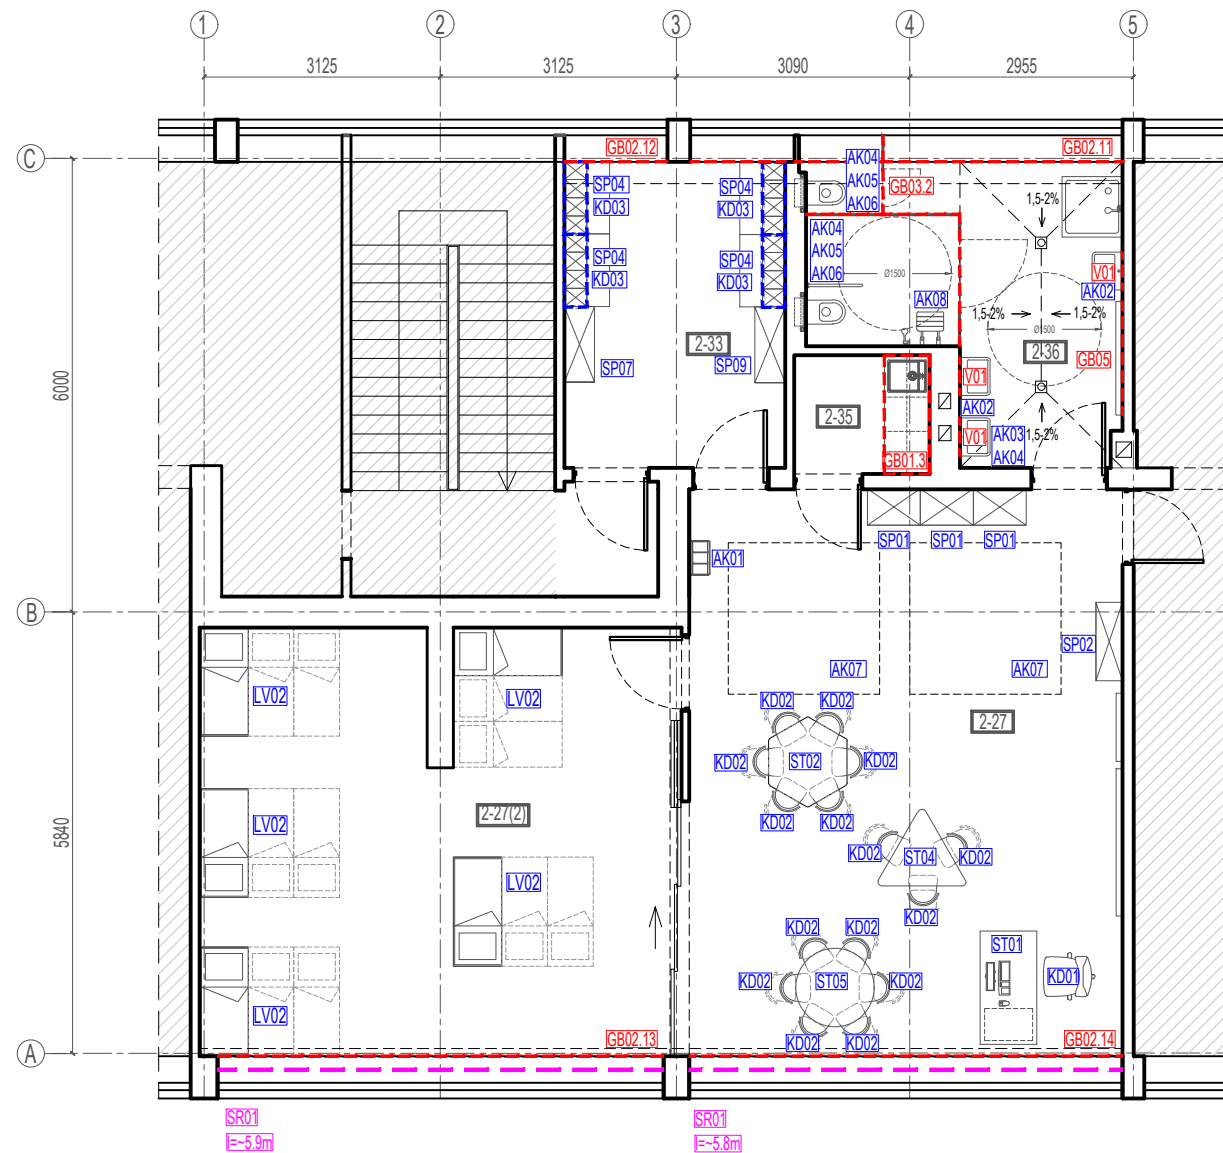 1 2 3 4 5
3125 3125 3090 2955
C
GB02.12
AK04
AK05
AK06
GB02.11
GB03.2
SP04
KD03
SP04
KD03
1,5-2%
AK04
AK05
AK06
SP04
KD03
SP04
KD03
Ø1500
V01
AK02
AK08
1,5-2%
1,5-2%
Ø1500
2-33
2-36
SP07
SP09
GB05
V01
AK02
6000
2-35
V01
AK03
AK04
1,5-2%
GB01.3
SP01 SP01 SP01
AK01
B
SP02
AK07 AK07
LV02
LV02
KD02 KD02
2-27
KD02 ST02 KD02
KD02 KD02
2-27(2)
LV02
5840
KD02 ST04 KD02
LV02
KD02
KD02 KD02
ST01
KD02 ST05 KD02
KD01
LV02
KD02 KD02
GB02.13
GB02.14
A
SR01
l=~5.9m
SR01
l=~5.8m